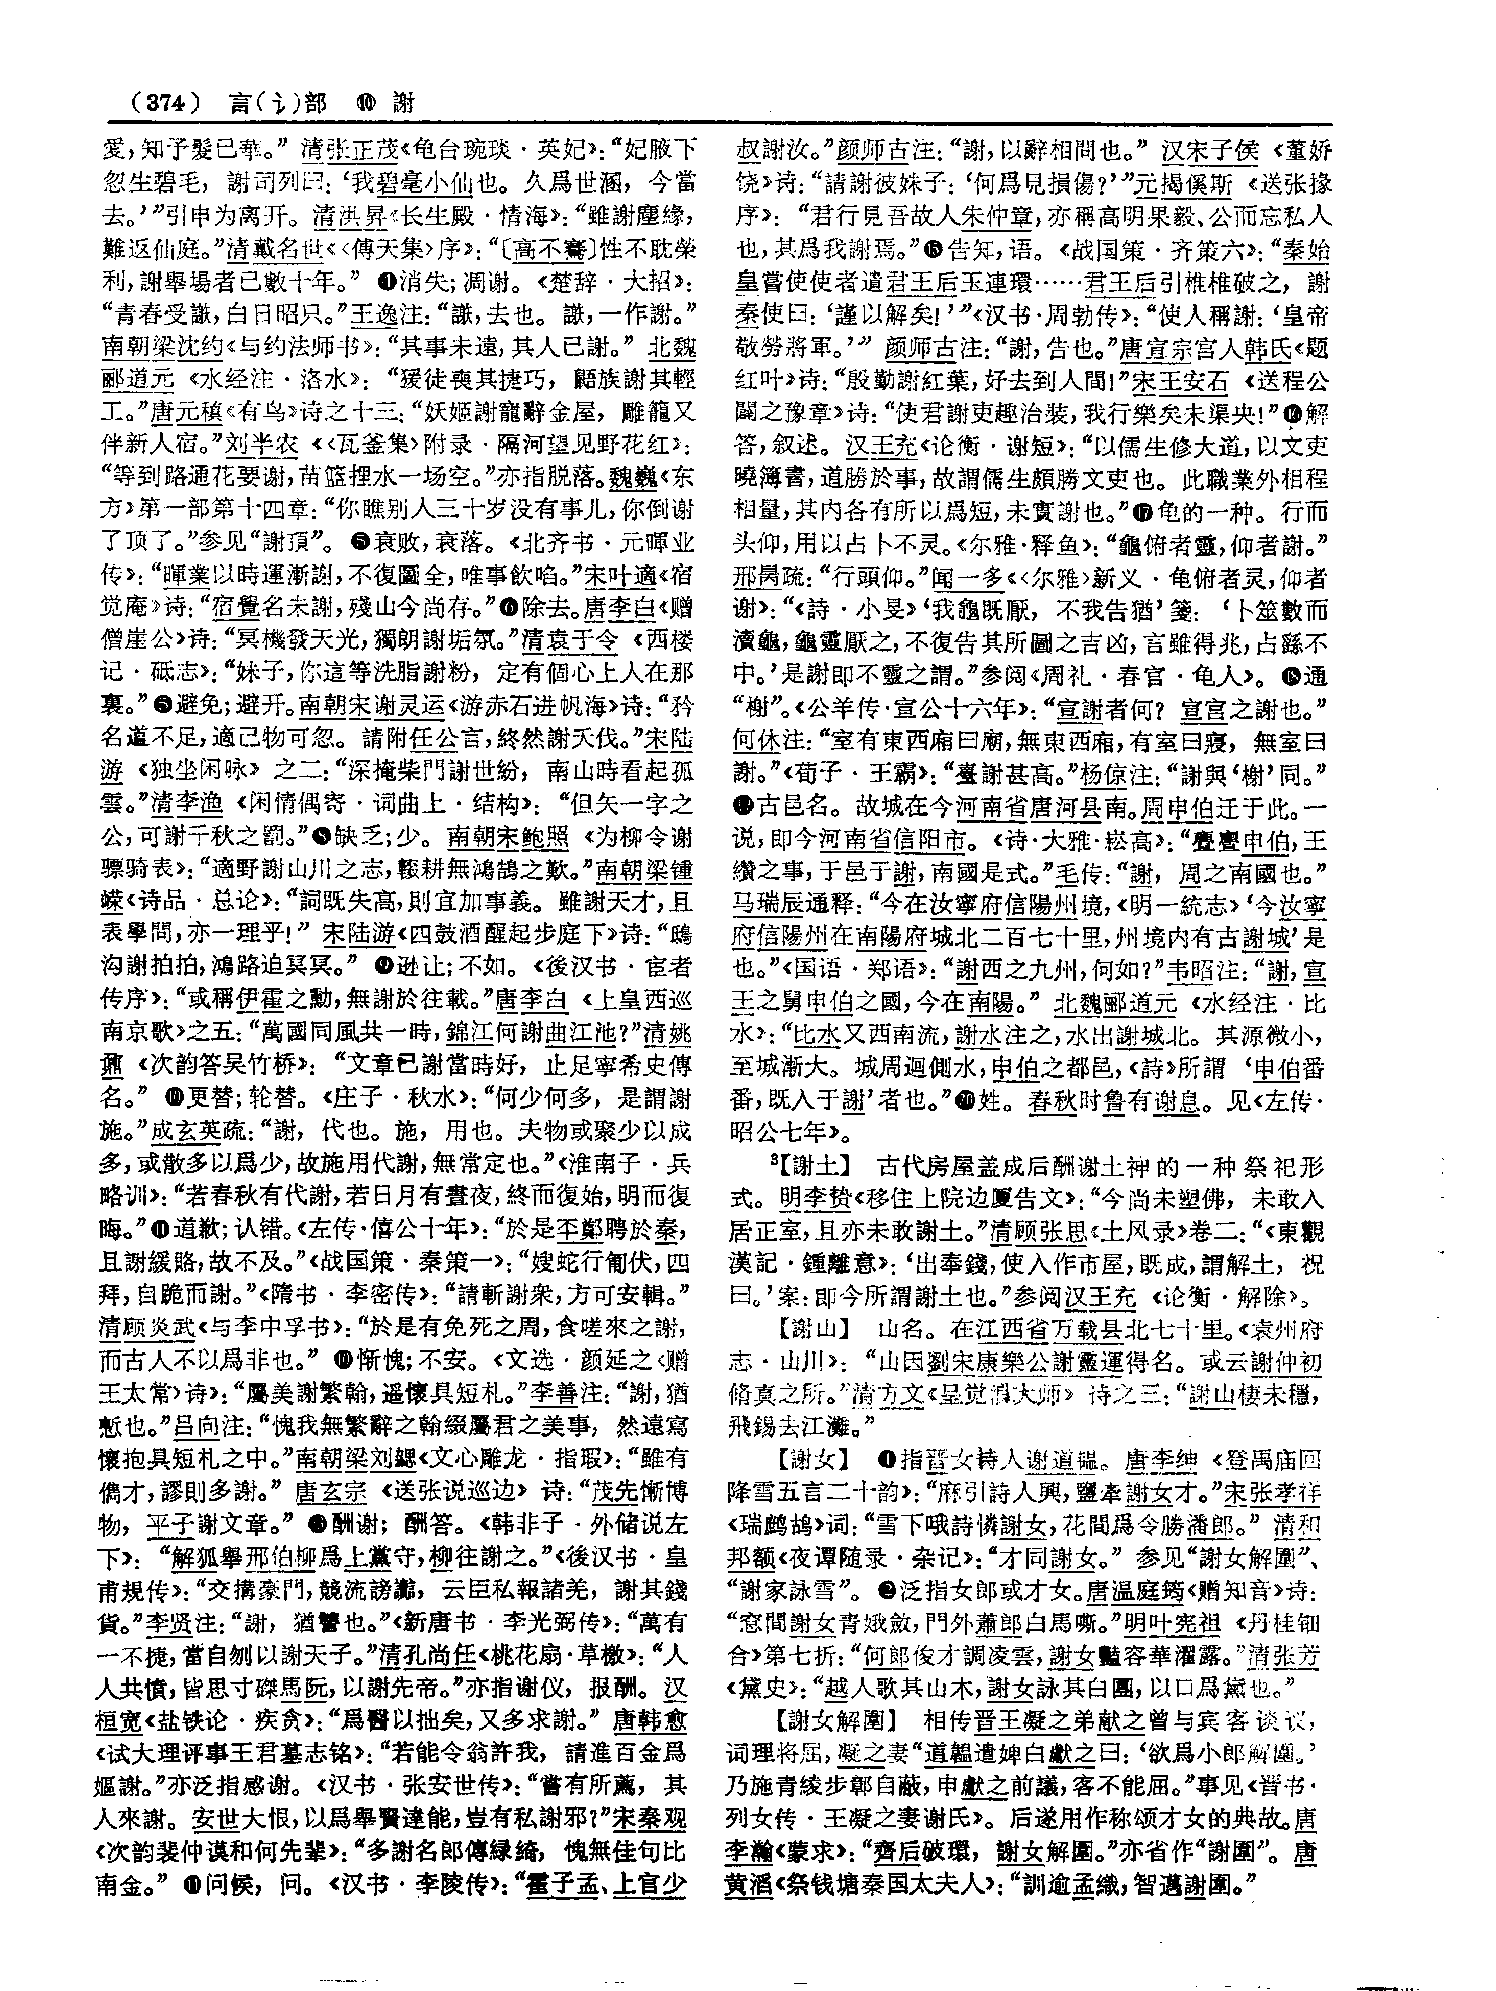 (374) 言(讠)部 ⑩ 謝
愛,知予髮已華。” 清张正茂《龟台琬琰·英妃》:“妃腋下
忽生碧毛, 謝司列曰:‘我碧毫小仙也。久爲世溷, 今當
去。’”引申为离开。清洪昇《长生殿·情海》:“雖謝塵緣,
難返仙庭。”清戴名世《〈傅天集〉序》:“〔高不騫〕性不耽榮
利,謝舉場者已數十年。” ❹消失;凋谢。《楚辞·大招》:
“青春受謝,白日昭只。”王逸注:“謝,去也。
南朝梁沈约《与约法师书》:“其事未遠,其人已謝。” 北魏
郦道元《水经注·洛水》:“猨徒喪其捷巧, 鼯族謝其輕
工。”唐元稹《有鸟》诗之十三:“妖姬謝寵辭金屋, 雕籠又
伴新人宿。”刘半农《〈瓦釜集〉附录·隔河望见野花红》:
“等到路通花要谢,苗篮捏水一场空。”亦指脱落。魏巍《东
方》第一部第十四章:“你瞧别人三十岁没有事儿,你倒谢
了顶了。”参见“謝頂”。 ❺衰败,衰落。《北齐书·元暉业
传》:“暉業以時運漸謝,不復圖全,唯事飲啗。”宋叶適《宿
觉庵》诗:“宿覺名未謝,殘山今尚存。”❻除去。唐李白《赠
僧崖公》诗:“冥機發天光,獨朗謝垢氛。”清袁于令《西楼
记·砥志》:“妹子,你這等洗脂謝粉, 定有個心上人在那
裏。”❼避免;避开。南朝宋谢灵运《游赤石进帆海》诗:“矜
名道不足,適己物可忽。請附任公言,終然謝天伐。”宋陆
游《独坐闲咏》之二:“深掩柴門謝世紛, 南山時看起孤
雲。”清李渔《闲情偶寄·词曲上·结构》:“但矢一字之
公,可謝千秋之罰。”❽缺乏;少。南朝宋鲍照《为柳令谢
骠骑表》:“適野謝山川之志,輟耕無鴻鵠之歎。”南朝梁锺
嵘《诗品·总论》:“詞既失高,則宜加事義。雖謝天才,且
表學問,亦一理乎!” 宋陆游《四鼓酒醒起步庭下》诗:“鷗
沟謝拍拍,鴻路迫冥冥。” ❾逊让;不如。《後汉书·宦者
传序》:“或稱伊霍之勳,無謝於往載。”唐李白《上皇西巡
南京歌》之五:“萬國同風共一時,錦江何謝曲江池?”清姚
鼐《次韵答吴竹桥》:“文章已謝當時好, 止足寧希史傳
名。” ❿更替;轮替。《庄子·秋水》:“何少何多, 是謂謝
施。”成玄英疏:“謝, 代也。施, 用也。夫物或聚少以成
多,或散多以爲少,故施用代謝,無常定也。”《淮南子·兵
略训》:“若春秋有代謝,若日月有晝夜,終而復始,明而復
晦。”⓫道歉;认错。《左传·僖公十年》:“於是丕鄭聘於秦,
且謝緩賂,故不及。”《战国策·秦策一》:“嫂蛇行匍伏,四
拜,自跪而謝。”《隋书·李密传》:“請斬謝衆,方可安輯。”
清顾炎武《与李中孚书》:“於是有免死之周,食嗟來之謝,
而古人不以爲非也。” ⓬惭愧;不安。《文选·颜延之〈赠
王太常〉诗》:“屬美謝繁翰,遥懷具短札。”李善注:“謝,猶
慙也。”吕向注:“愧我無繁辭之翰綴屬君之美事, 然遠寫
懷抱具短札之中。”南朝梁刘勰《文心雕龙·指瑕》:“雖有
儁才,謬則多謝。” 唐玄宗《送张说巡边》诗:“茂先慚博
物, 平子謝文章。” ⓭酬谢;酬答。《韩非子·外储说左
下》:“解狐舉邢伯柳爲上黨守,柳往謝之。”《後汉书·皇
甫規传》:“交搆豪門,競流謗讟, 云臣私報諸羌, 謝其錢
貨。”李贤注:“謝, 猶讐也。”《新唐书·李光弼传》:“萬有
一不捷,當自刎以謝天子。”清孔尚任《桃花扇·草檄》:“人
人共憤,皆思寸磔馬阮,以謝先帝。”亦指谢仪, 报酬。汉
桓宽《盐铁论·疾贪》:“爲醫以拙矣,又多求謝。” 唐韩愈
《试大理评事王君墓志铭》:“若能令翁許我, 請進百金爲
嫗謝。”亦泛指感谢。《汉书·张安世传》:“嘗有所薦, 其
人來謝。安世大恨,以爲舉賢達能,豈有私謝邪?”宋秦观
《次韵裴仲谟和何先辈》:“多謝名郎傳緑綺, 愧無佳句比
南金。” ⓮问候, 问。《汉书·李陵传》:“霍子孟、上官少
叔謝汝。”颜师古注:“謝,以辭相問也。” 汉宋子侯《董娇
饶》诗:“請謝彼姝子:‘何爲見損傷?’”元揭傒斯《送张掾
序》:“君行見吾故人朱仲章,亦稱高明果毅、公而忘私人
也,其爲我謝焉。”⓯告知,语。《战国策·齐策六》:“秦始
皇嘗使使者遺君王后玉連環……君王后引椎椎破之, 謝
秦使曰:‘謹以解矣!’”《汉书·周勃传》:“使人稱謝:‘皇帝
敬勞將軍。’” 颜师古注:“謝,告也。”唐宣宗宫人韩氏《题
红叶》诗:“殷勤謝紅葉,好去到人間!”宋王安石《送程公
闢之豫章》诗:“使君謝吏趣治装,我行樂矣未渠央!”⓰解
答,叙述。汉王充《论衡·谢短》:“以儒生修大道,以文吏
曉簿書,道勝於事,故謂儒生頗勝文吏也。此職業外相程
相量,其内各有所以爲短,未實謝也。”⓱龟的一种。行而
头仰,用以占卜不灵。《尔雅·释鱼》:“龜俯者靈,仰者謝。”
邢昺疏:“行頭仰。”闻一多《〈尔雅〉新义·龟俯者灵,仰者
谢》:“《詩·小旻》‘我龜既厭, 不我告猶’箋:‘卜筮數而
瀆龜,龜靈厭之,不復告其所圖之吉凶,言雖得兆,占繇不
中。’是謝即不靈之謂。”参阅《周礼·春官·龟人》。 ⓲通
“榭”。《公羊传·宣公十六年》:“宣謝者何? 宣宫之謝也。”
何休注:“室有東西廂曰廟,無東西廂,有室曰寢, 無室曰
謝。”《荀子·王霸》:“臺謝甚高。”杨倞注:“謝與‘榭’同。”
⓳古邑名。故城在今河南省唐河县南。周申伯迁于此。一
说,即今河南省信阳市。《诗·大雅·崧高》:“亹亹申伯,王
纘之事,于邑于謝,南國是式。”毛传:“謝, 周之南國也。”
马瑞辰通释:“今在汝寧府信陽州境,《明一統志》‘今汝寧
府信陽州在南陽府城北二百七十里,州境内有古謝城’是
也。”《国语·郑语》:“謝西之九州,何如?”韦昭注:“謝,宣
王之舅申伯之國,今在南陽。” 北魏郦道元《水经注·比
水》:“比水又西南流,謝水注之,水出謝城北。其源微小,
至城漸大。城周迴側水,申伯之都邑,《詩》所謂‘申伯番
番,既入于謝’者也。”⓴姓。春秋时鲁有谢息。见《左传·
昭公七年》。
³【謝土】 古代房屋盖成后酬谢土神的一种祭祀形
式。明李贽《移住上院边厦告文》:“今尚未塑佛, 未敢入
居正室,且亦未敢謝土。”清顾张思《土风录》卷二:“《東觀
漢記·鍾離意》:‘出奉錢,使人作市屋,既成,謂解土, 祝
曰。’案:即今所謂謝土也。”参阅汉王充《论衡·解除》。
【謝山】 山名。在江西省万载县北七十里。《袁州府
志·山川》:“山因劉宋康樂公謝靈運得名。或云謝仲初
脩真之所。”清方文《呈觉浪大师》诗之三:“謝山棲未穩,
飛錫去江灘。”
【謝女】 ❶指晋女诗人谢道韫。唐李绅《登禹庙回
降雪五言二十韵》:“麻引詩人興,鹽牽謝女才。”宋张孝祥
《瑞鹧鸪》词:“雪下哦詩憐謝女,花間爲令勝潘郎。” 清和
邦额《夜谭随录·杂记》:“才同謝女。” 参见“謝女解圍”、
“謝家詠雪”。 ❷泛指女郎或才女。唐温庭筠《赠知音》诗:
“窗間謝女青娥斂,門外蕭郎白馬嘶。”明叶宪祖《丹桂钿
合》第七折:“何郎俊才調凌雲,謝女豔容華濯露。”清张芳
《黛史》:“越人歌其山木,謝女詠其白團,以口爲黛也。”
【謝女解圍】 相传晋王凝之弟献之曾与宾客谈议,
词理将屈,凝之妻“道韞遣婢白獻之曰:‘欲爲小郎解圍。’
乃施青綾步鄣自蔽,申獻之前議,客不能屈。”事见《晋书·
列女传·王凝之妻谢氏》。后遂用作称颂才女的典故。唐
李瀚《蒙求》:“齊后破環, 謝女解圍。”亦省作“謝圍”。唐
黄滔《祭钱塘秦国太夫人》:“訓逾孟織,智邁謝圍。”